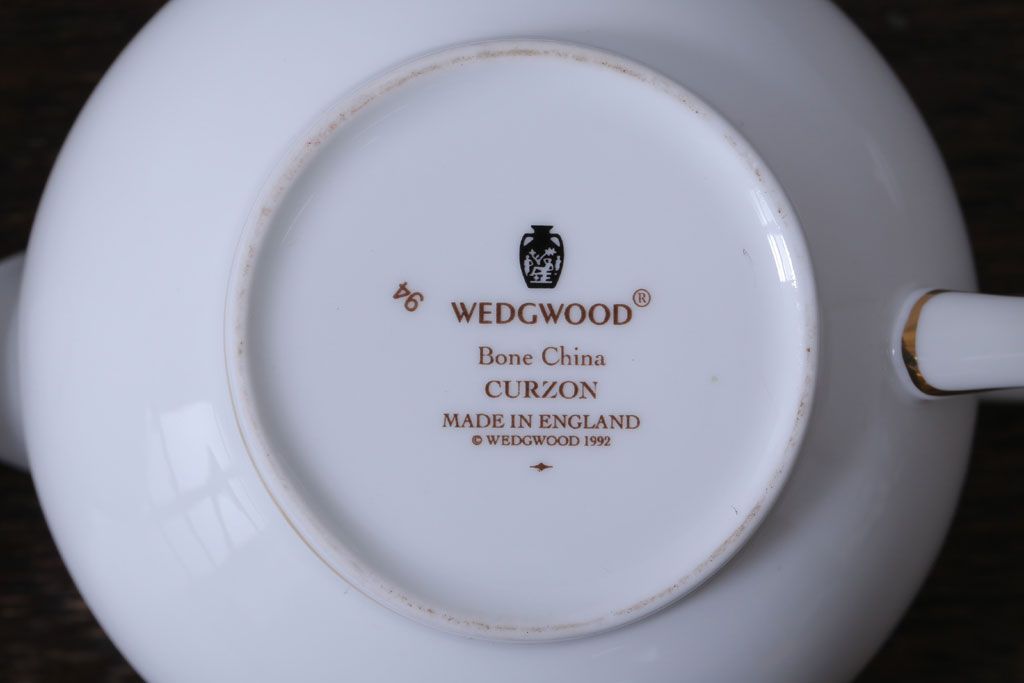 94
WEDGWOOD®
Bone China
CURZON
MADE IN ENGLAND
© WEDGWOOD 1992